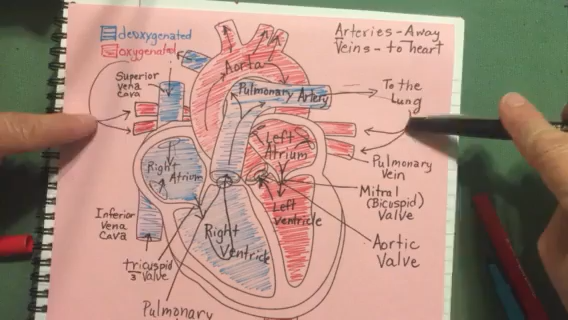 deoxygenated
oxygenated
Arteries - Away
Veins - to heart
Superior
vena
cava
Aorta
Pulmonary Artery
To the
Lung
Right
Atrium
Left
Atrium
Pulmonary
Vein
Mitral
(Bicuspid)
Valve
Left
Ventricle
Right
Ventricle
Inferior
Vena
Cava
Aortic
Valve
tricuspid
3 Valve
Pulmonary